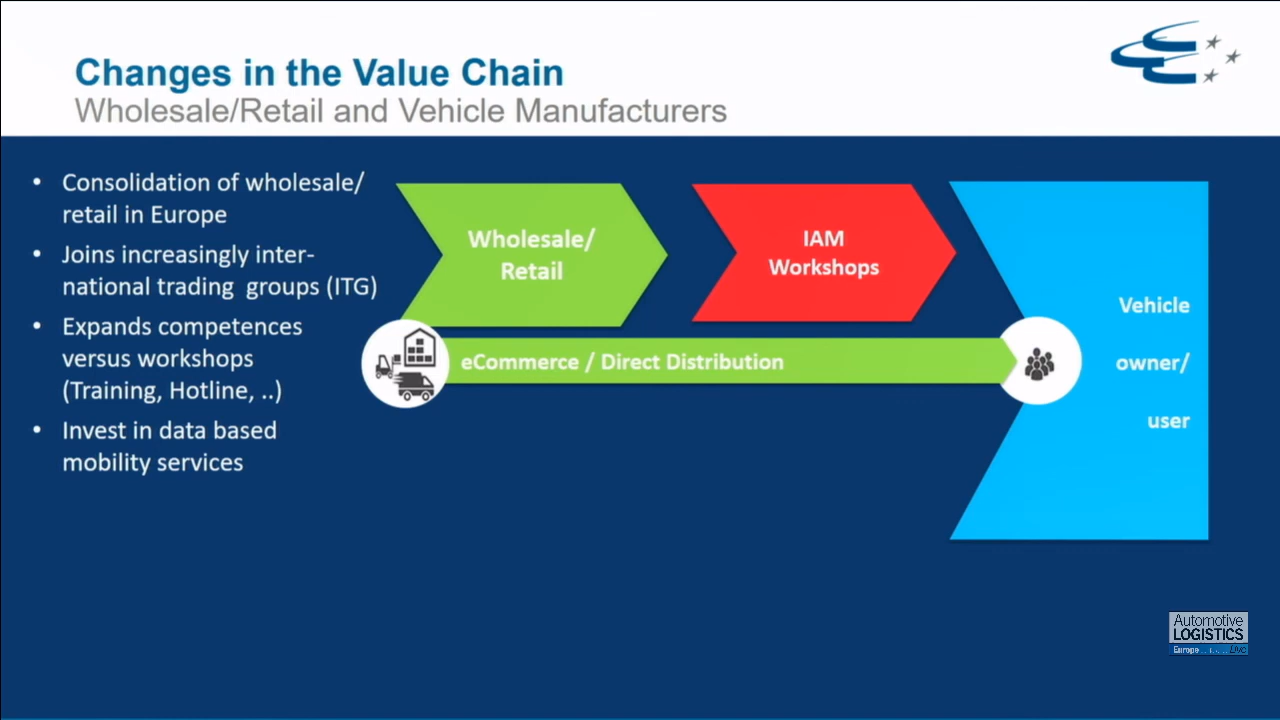 Changes in the Value Chain
Wholesale/Retail and Vehicle Manufacturers
• Consolidation of wholesale/
retail in Europe
• Joins increasingly inter-
national trading groups (ITG)
• Expands competences
versus workshops
(Training, Hotline, ..)
• Invest in data based
mobility services
Wholesale/
Retail
IAM
Workshops
eCommerce / Direct Distribution
Vehicle
owner/
user
Automotive
LOGISTICS
Europe
Live